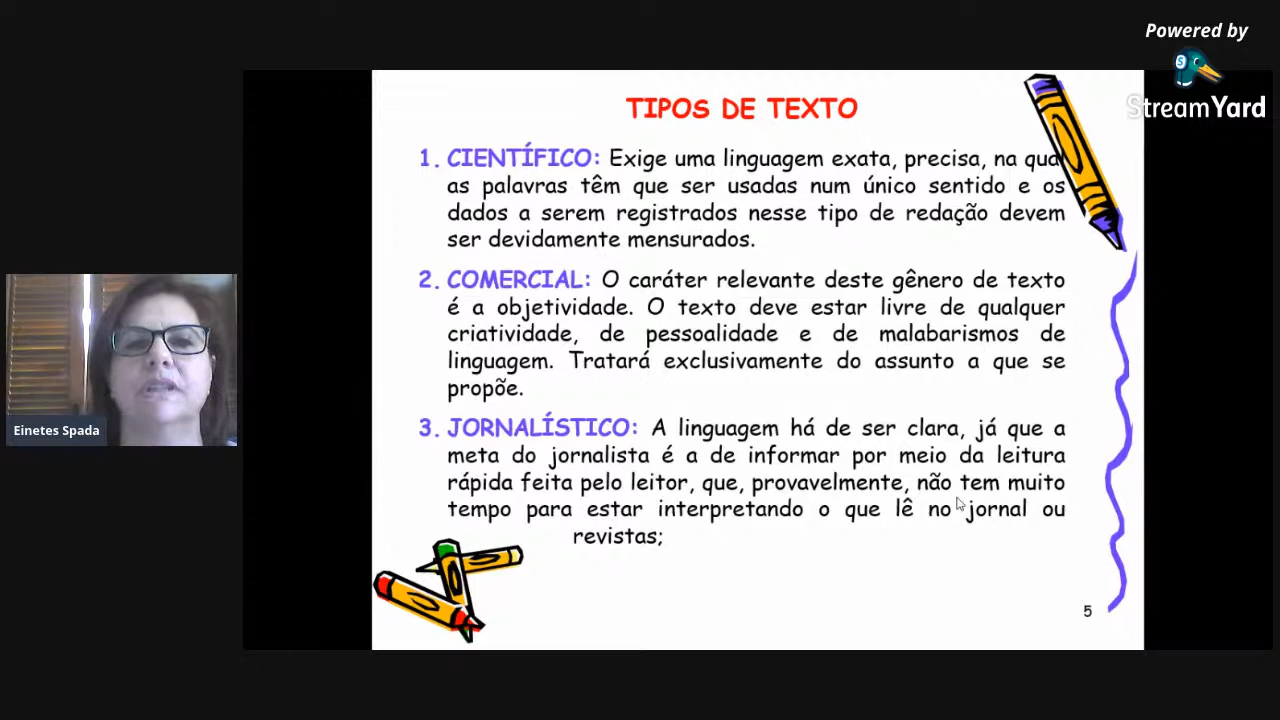 Powered by
StreamYard
TIPOS DE TEXTO
1. CIENTÍFICO: Exige uma linguagem exata, precisa, na qual
as palavras têm que ser usadas num único sentido e os
dados a serem registrados nesse tipo de redação devem
ser devidamente mensurados.
2. COMERCIAL: O caráter relevante deste gênero de texto
é a objetividade. O texto deve estar livre de qualquer
criatividade, de pessoalidade e de malabarismos de
linguagem. Tratará exclusivamente do assunto a que se
propõe.
3. JORNALÍSTICO: A linguagem há de ser clara, já que a
meta do jornalista é a de informar por meio da leitura
rápida feita pelo leitor, que, provavelmente, não tem muito
tempo para estar interpretando o que lê no jornal ou
revistas;
5
Einetes Spada